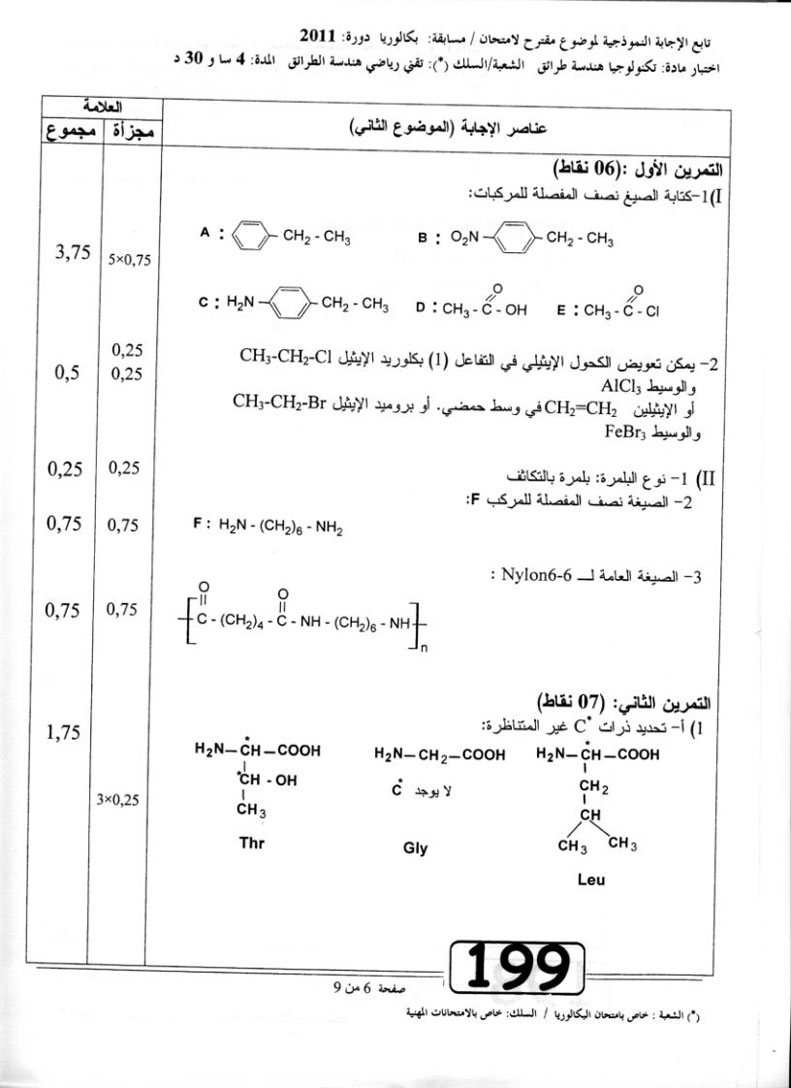 تابع الإجابة النموذجية لموضوع مقترح لامتحان / مسابقة: بكالوريا دورة: 2011
اختبار مادة: تكنولوجيا هندسة طرائق الشعبة/السلك (*): تقني رياضي هندسة الطرائق المدة: 4 سا و 30 د
العلامة
عناصر الإجابة (الموضوع الثاني)
مجزأة مجموع
التمرين الأول :(06 نقاط)
I)1-كتابة الصيغ نصف المفصلة للمركبات:
A : CH2 - CH3
B : O2N CH2 - CH3
3,75 5×0,75
C : H2N CH2 - CH3
D : CH3 - C - OH
O
E : CH3 - C - Cl
O
2- يمكن تعويض الكحول الإيثيلي في التفاعل (1) بكلوريد الإيثيل CH3-CH2-Cl
0,25
0,5 0,25
والوسيط AlCl3
أو الإيثيلين CH2=CH2 في وسط حمضي. أو بروميد الإيثيل CH3-CH2-Br
والوسيط FeBr3
II) 1- نوع البلمرة: بلمرة بالتكاثف
0,25 0,25
2- الصيغة نصف المفصلة للمركب F:
F : H2N - (CH2)6 - NH2
0,75 0,75
3- الصيغة العامة لـ Nylon6-6 :
O O
C - (CH2)4 - C - NH - (CH2)6 - NH
n
0,75 0,75
التمرين الثاني: (07 نقاط)
1) أ- تحديد ذرات C* غير المتناظرة:
1,75
3×0,25
H2N–*CH–COOH
*CH - OH
CH3
Thr
H2N–CH2–COOH
لا يوجد C*
Gly
H2N–*CH–COOH
CH2
CH
CH3 CH3
Leu
199
صفحة 6 من 9
(*) الشعبة : خاص بامتحان البكالوريا / السلك: خاص بالامتحانات المهنية